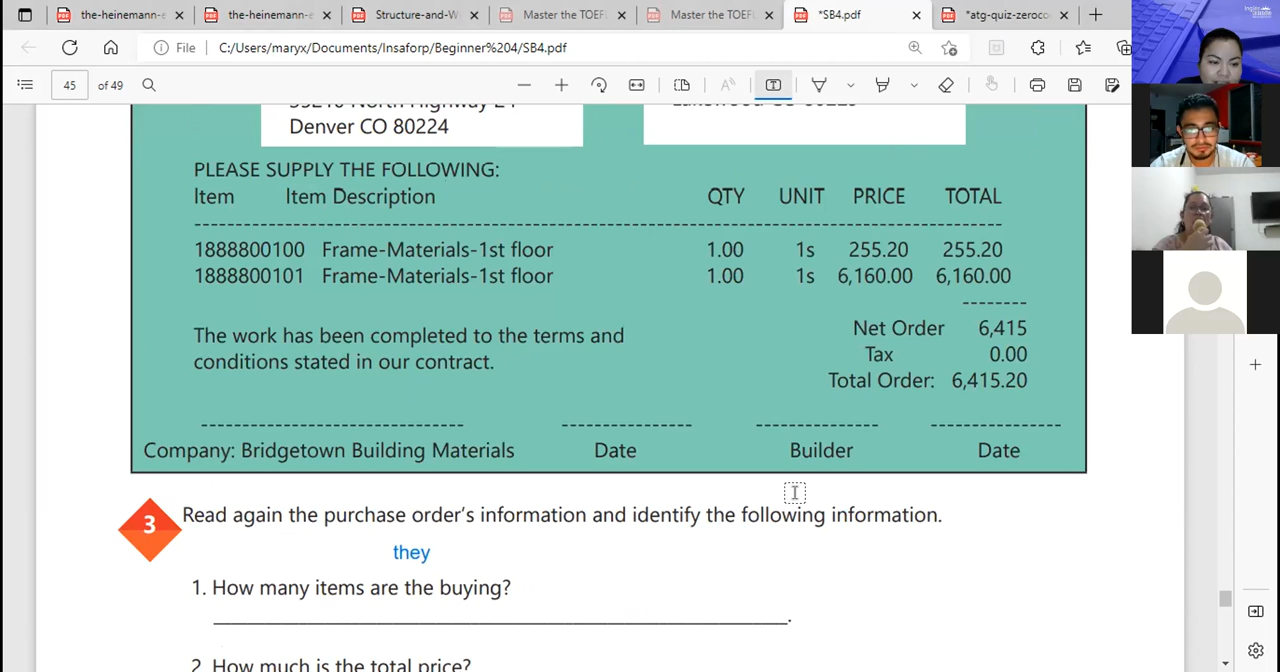 the-heinemann-e
the-heinemann-e
Structure-and-W
Master the TOEFL
Master the TOEFL
*SB4.pdf
*atg-quiz-zeroco
File C:/Users/maryx/Documents/Insaforp/Beginner%204/SB4.pdf
45 of 49
Denver CO 80224
PLEASE SUPPLY THE FOLLOWING:
Item Item Description QTY UNIT PRICE TOTAL
1888800100 Frame-Materials-1st floor 1.00 1s 255.20 255.20
1888800101 Frame-Materials-1st floor 1.00 1s 6,160.00 6,160.00
Net Order 6,415
The work has been completed to the terms and
Tax 0.00
conditions stated in our contract.
Total Order: 6,415.20
Company: Bridgetown Building Materials Date Builder Date
3 Read again the purchase order's information and identify the following information.
they
1. How many items are the buying?
2. How much is the total price?